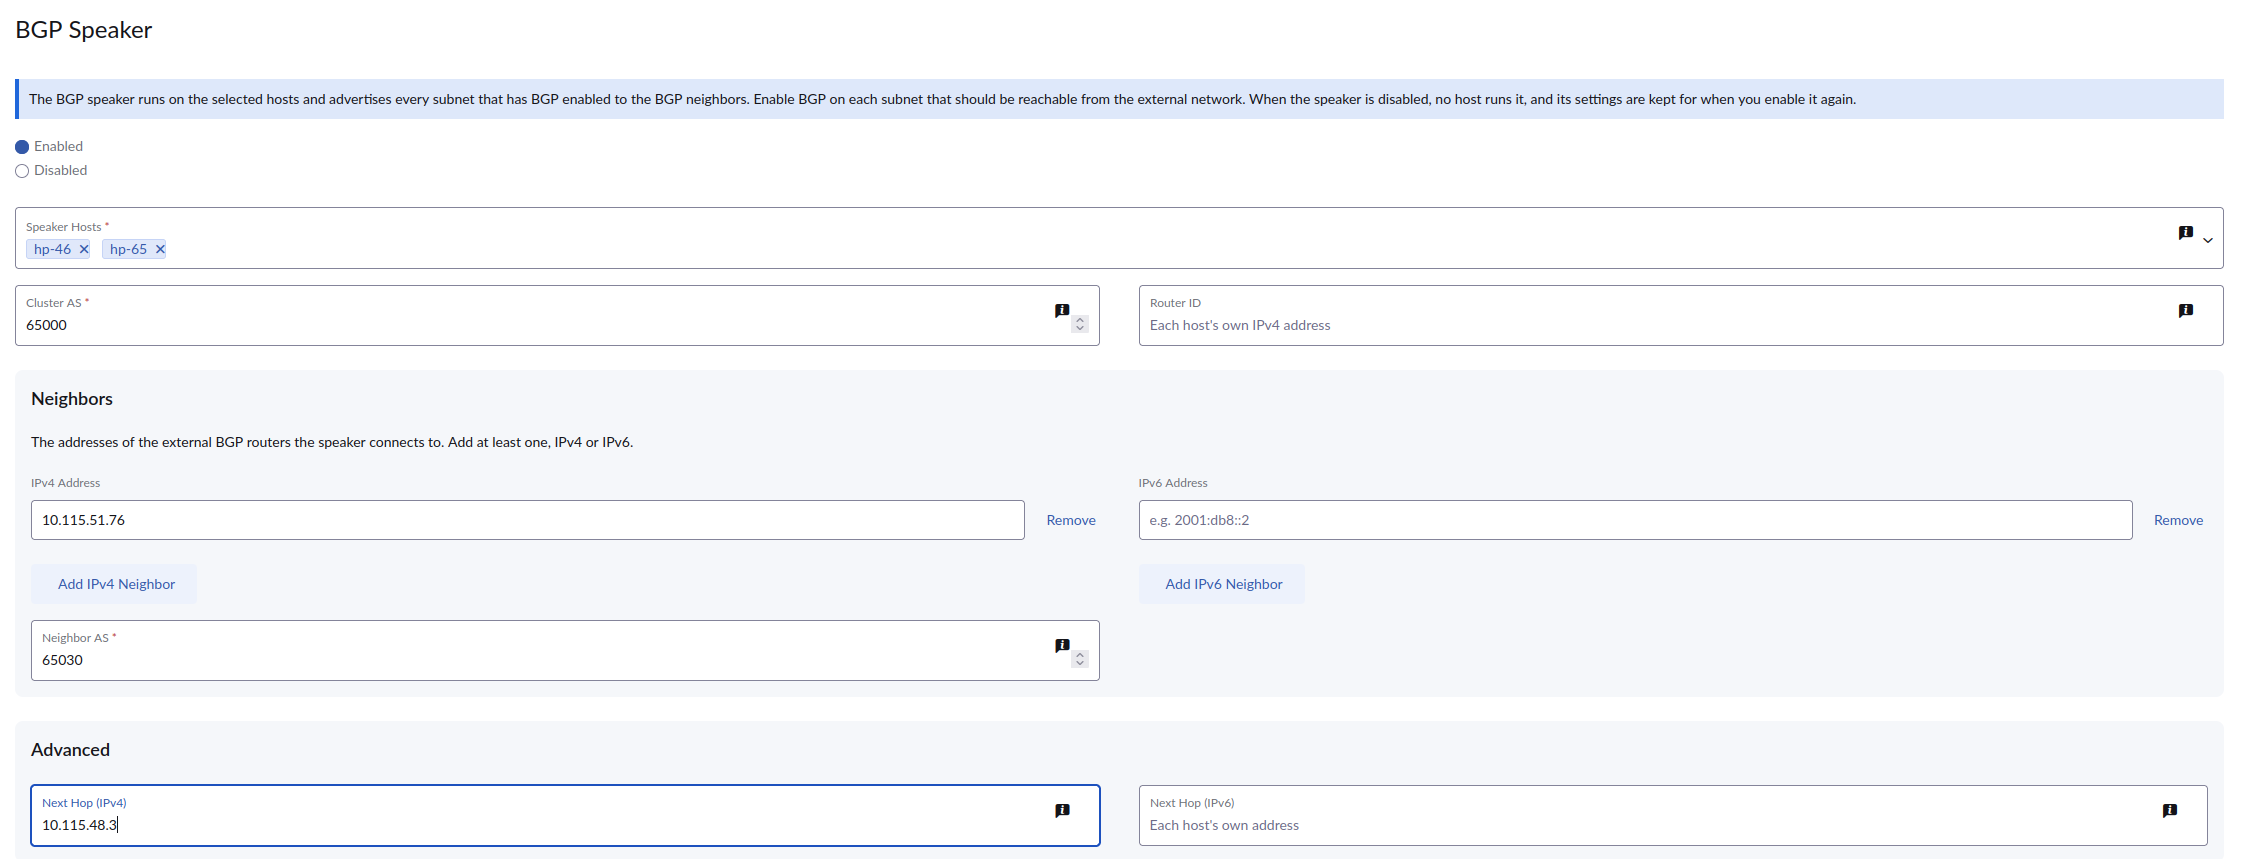 BGP Speaker
The BGP speaker runs on the selected hosts and advertises every subnet that has BGP enabled to the BGP neighbors. Enable BGP on each subnet that should be reachable from the external network. When the speaker is disabled, no host runs it, and its settings are kept for when you enable it again.
Enabled
Disabled
Speaker Hosts *
hp-46 ✕ hp-65 ✕
Cluster AS *
65000
Router ID
Each host's own IPv4 address
Neighbors
The addresses of the external BGP routers the speaker connects to. Add at least one, IPv4 or IPv6.
IPv4 Address
10.115.51.76
Remove
IPv6 Address
e.g. 2001:db8::2
Remove
Add IPv4 Neighbor
Add IPv6 Neighbor
Neighbor AS *
65030
Advanced
Next Hop (IPv4)
10.115.48.3
Next Hop (IPv6)
Each host's own address